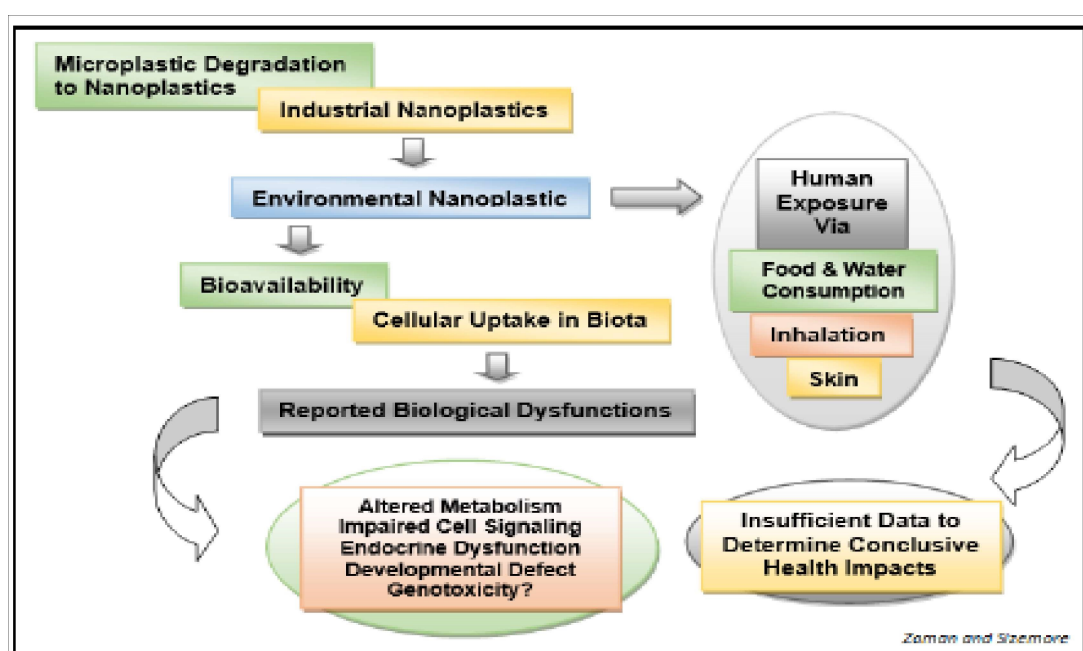 Microplastic Degradation
to Nanoplastics
Industrial Nanoplastics
Environmental Nanoplastic
Bioavailability
Cellular Uptake in Biota
Reported Biological Dysfunctions
Altered Metabolism
Impaired Cell Signaling
Endocrine Dysfunction
Developmental Defect
Genotoxicity?
Human
Exposure
Via
Food & Water
Consumption
Inhalation
Skin
Insufficient Data to
Determine Conclusive
Health Impacts
Zaman and Sizemore